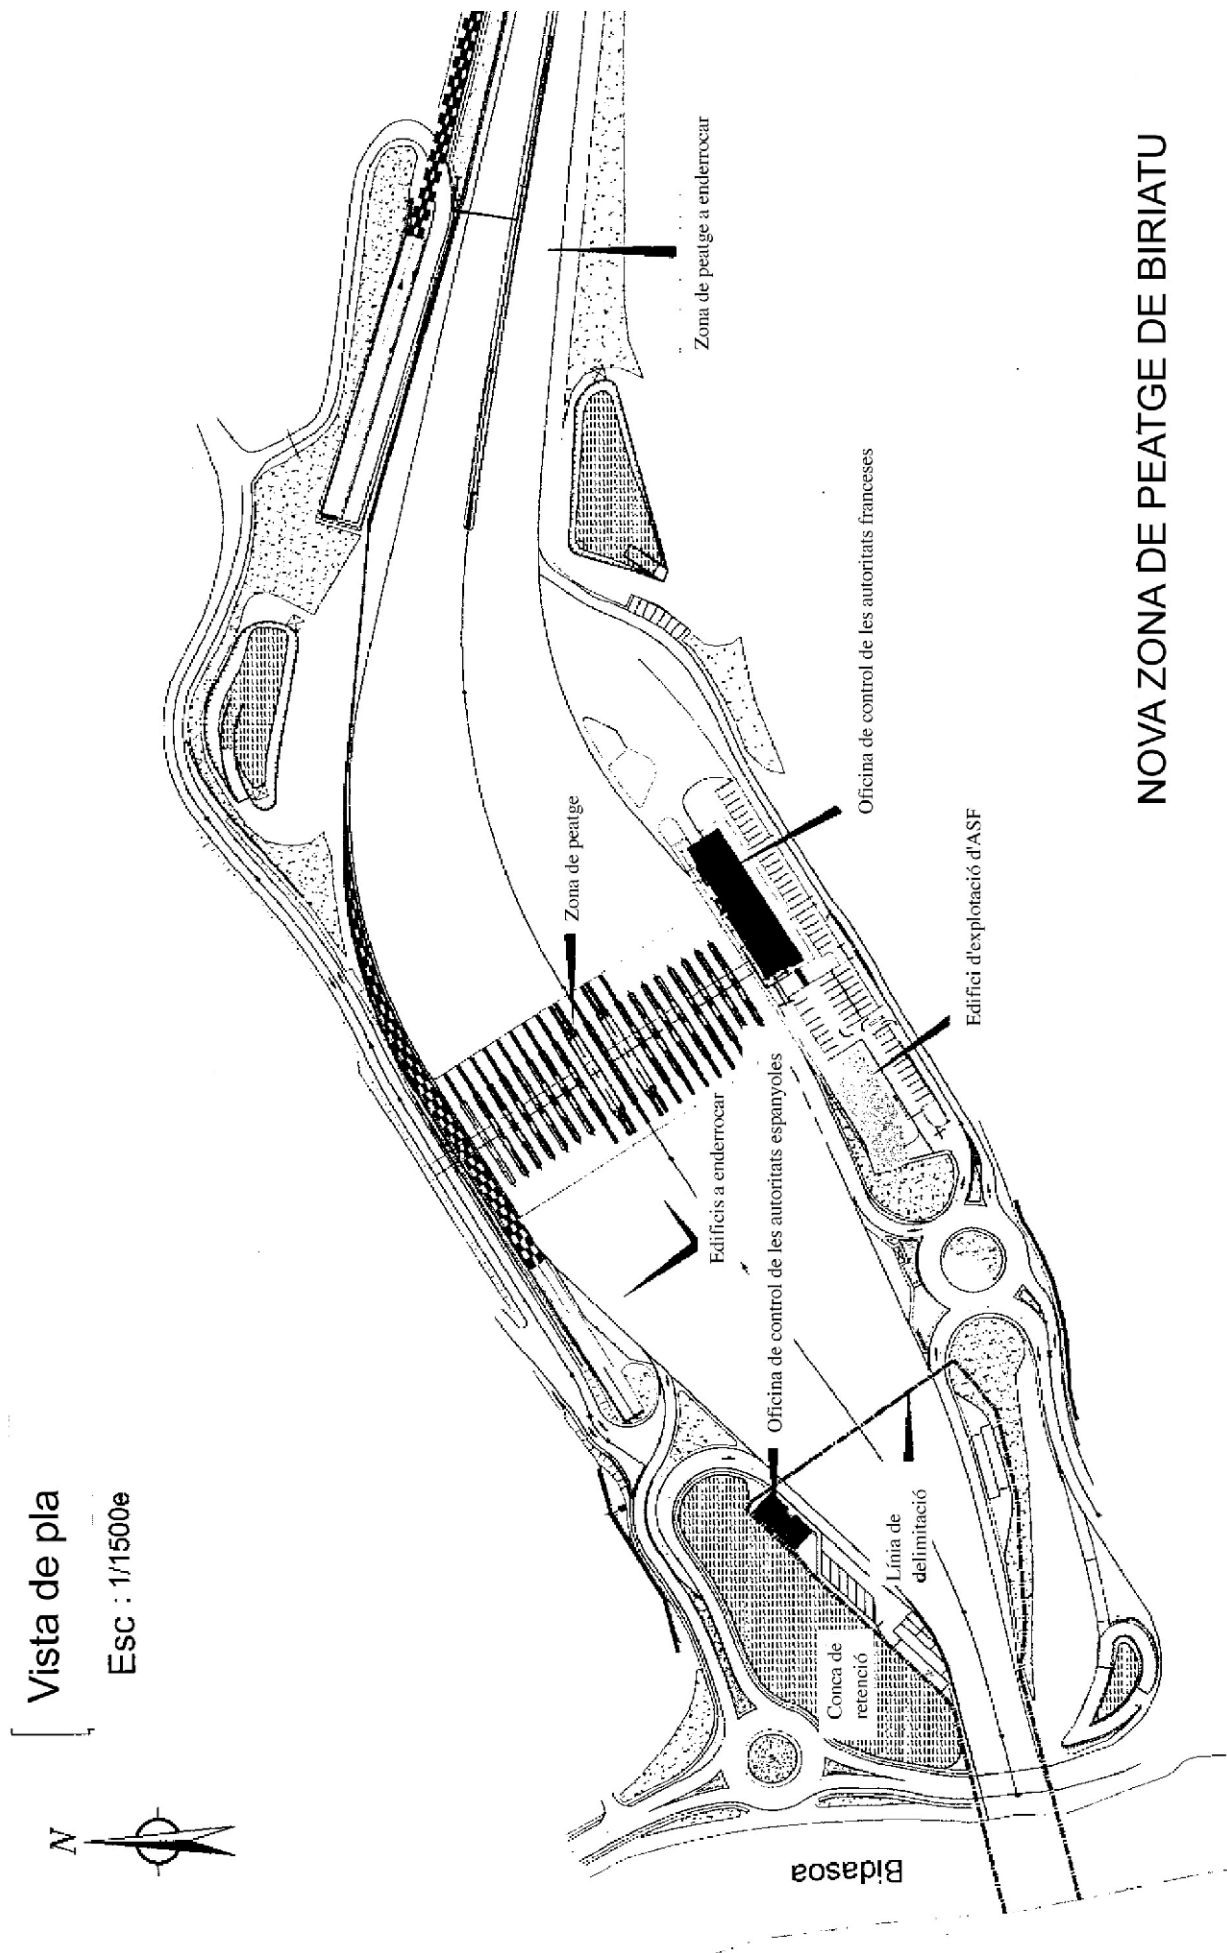 Vista de pla
Esc : 1/1500e
N
Zona de peatge a enderrocar
Oficina de control de les autoritats franceses
Zona de peatge
Edifici d'explotació d'ASF
Edificis a enderrocar
Oficina de control de les autoritats espanyoles
Línia de
delimitació
Conca de
retenció
Bidasoa
NOVA ZONA DE PEATGE DE BIRIATU